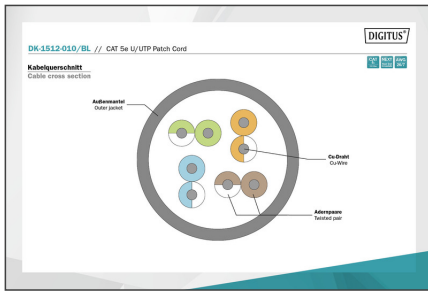 DIGITUS®
DK-1512-010/BL // CAT 5e U/UTP Patch Cord
Kabelquerschnitt
Cable cross section
Außenmantel
Outer jacket
Cu-Draht
Cu-Wire
Adernpaare
Twisted pair